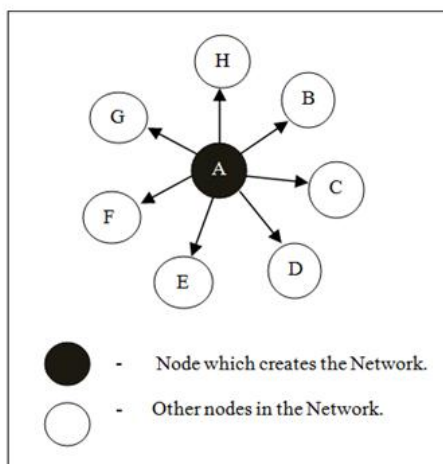 H
B
G
A
C
F
E
D
- Node which creates the Network.
- Other nodes in the Network.